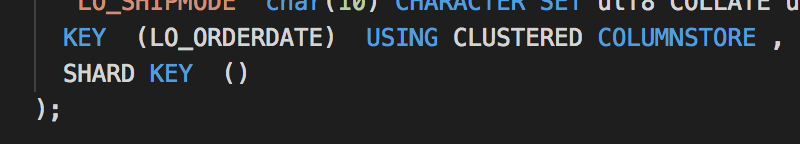 LO_SHIPMODE char(10) CHARACTER SET utf8 COLLATE u
KEY (LO_ORDERDATE) USING CLUSTERED COLUMNSTORE ,
SHARD KEY ()
);